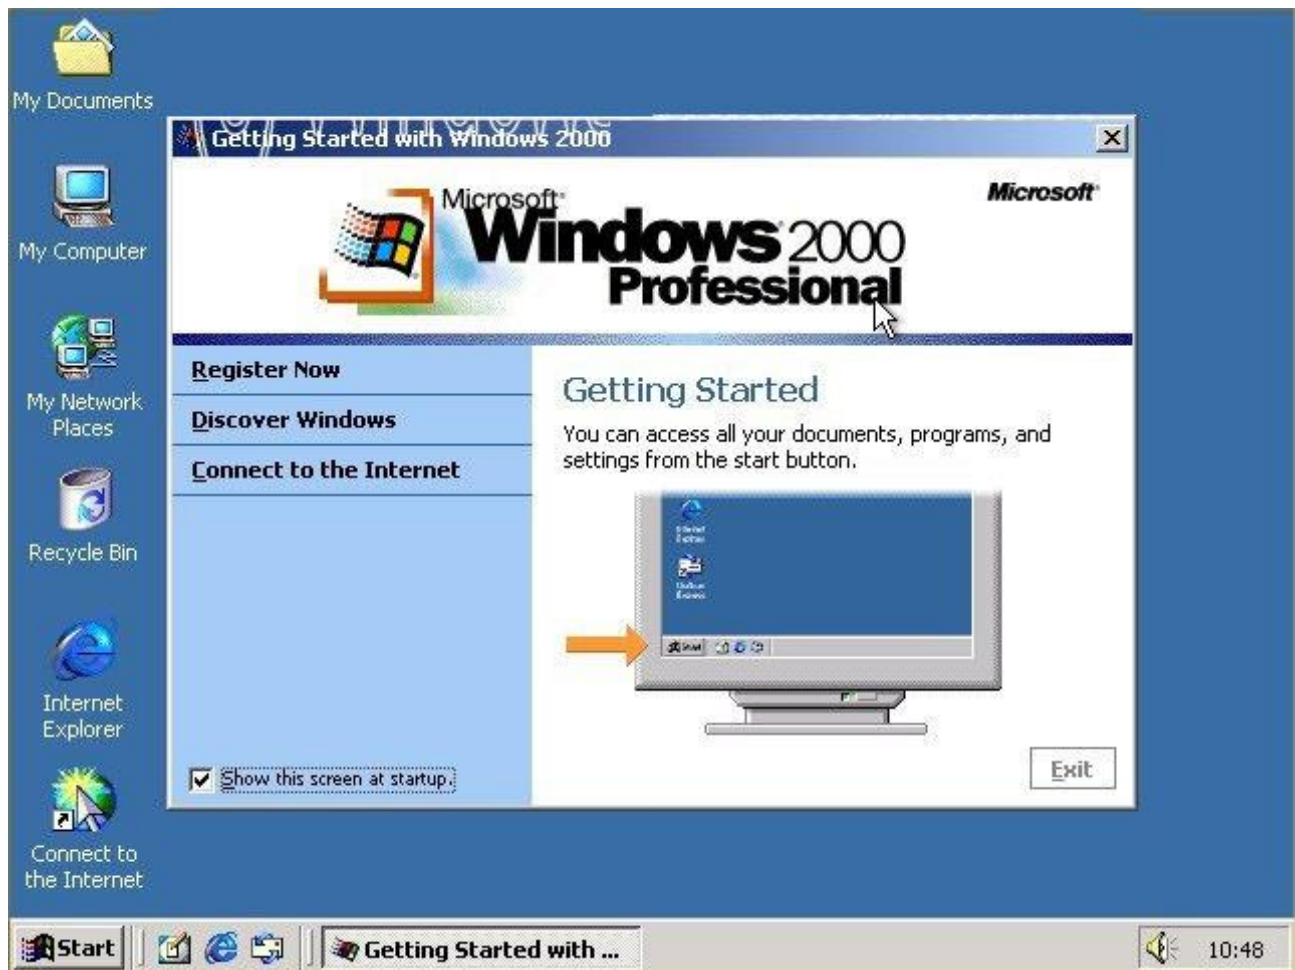 My Documents
My Computer
My Network
Places
Recycle Bin
Internet
Explorer
Connect to
the Internet
Getting Started with Windows 2000
Microsoft
Microsoft
Windows 2000
Professional
Register Now
Discover Windows
Connect to the Internet
Show this screen at startup.
Getting Started
You can access all your documents, programs, and
settings from the start button.
Start
Exit
Start
Getting Started with ...
10:48